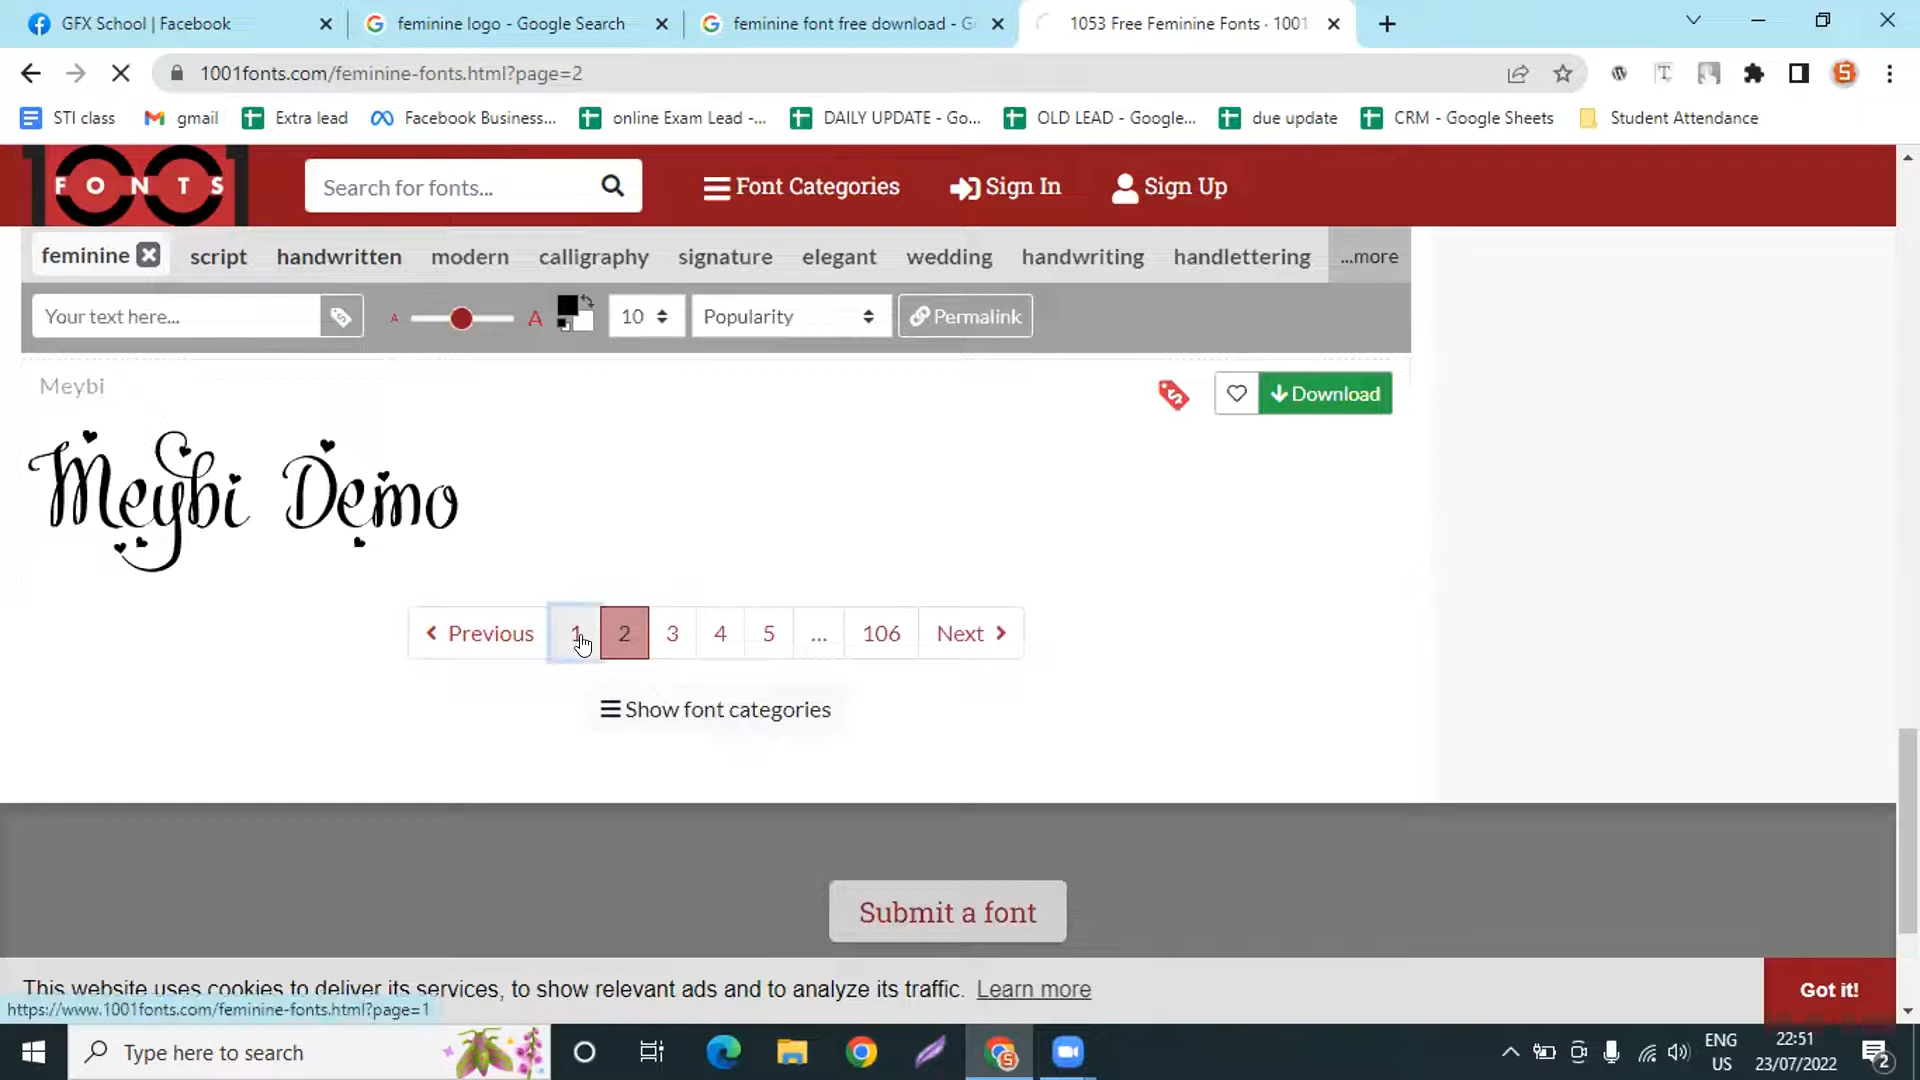 GFX School | Facebook
feminine logo - Google Search
feminine font free download - G
1053 Free Feminine Fonts · 1001
1001fonts.com/feminine-fonts.html?page=2
STI class
gmail
Extra lead
Facebook Business...
online Exam Lead -...
DAILY UPDATE - Go...
OLD LEAD - Google...
due update
CRM - Google Sheets
Student Attendance
1001 FONTS
Search for fonts...
Font Categories
Sign In
Sign Up
feminine
script
handwritten
modern
calligraphy
signature
elegant
wedding
handwriting
handlettering
...more
Your text here...
A
A
10
Popularity
Permalink
Meybi
Download
Meybi Demo
Previous
1
2
3
4
5
...
106
Next
Show font categories
Submit a font
This website uses cookies to deliver its services, to show relevant ads and to analyze its traffic. Learn more
Got it!
https://www.1001fonts.com/feminine-fonts.html?page=1
Type here to search
ENG
US
22:51
23/07/2022
2